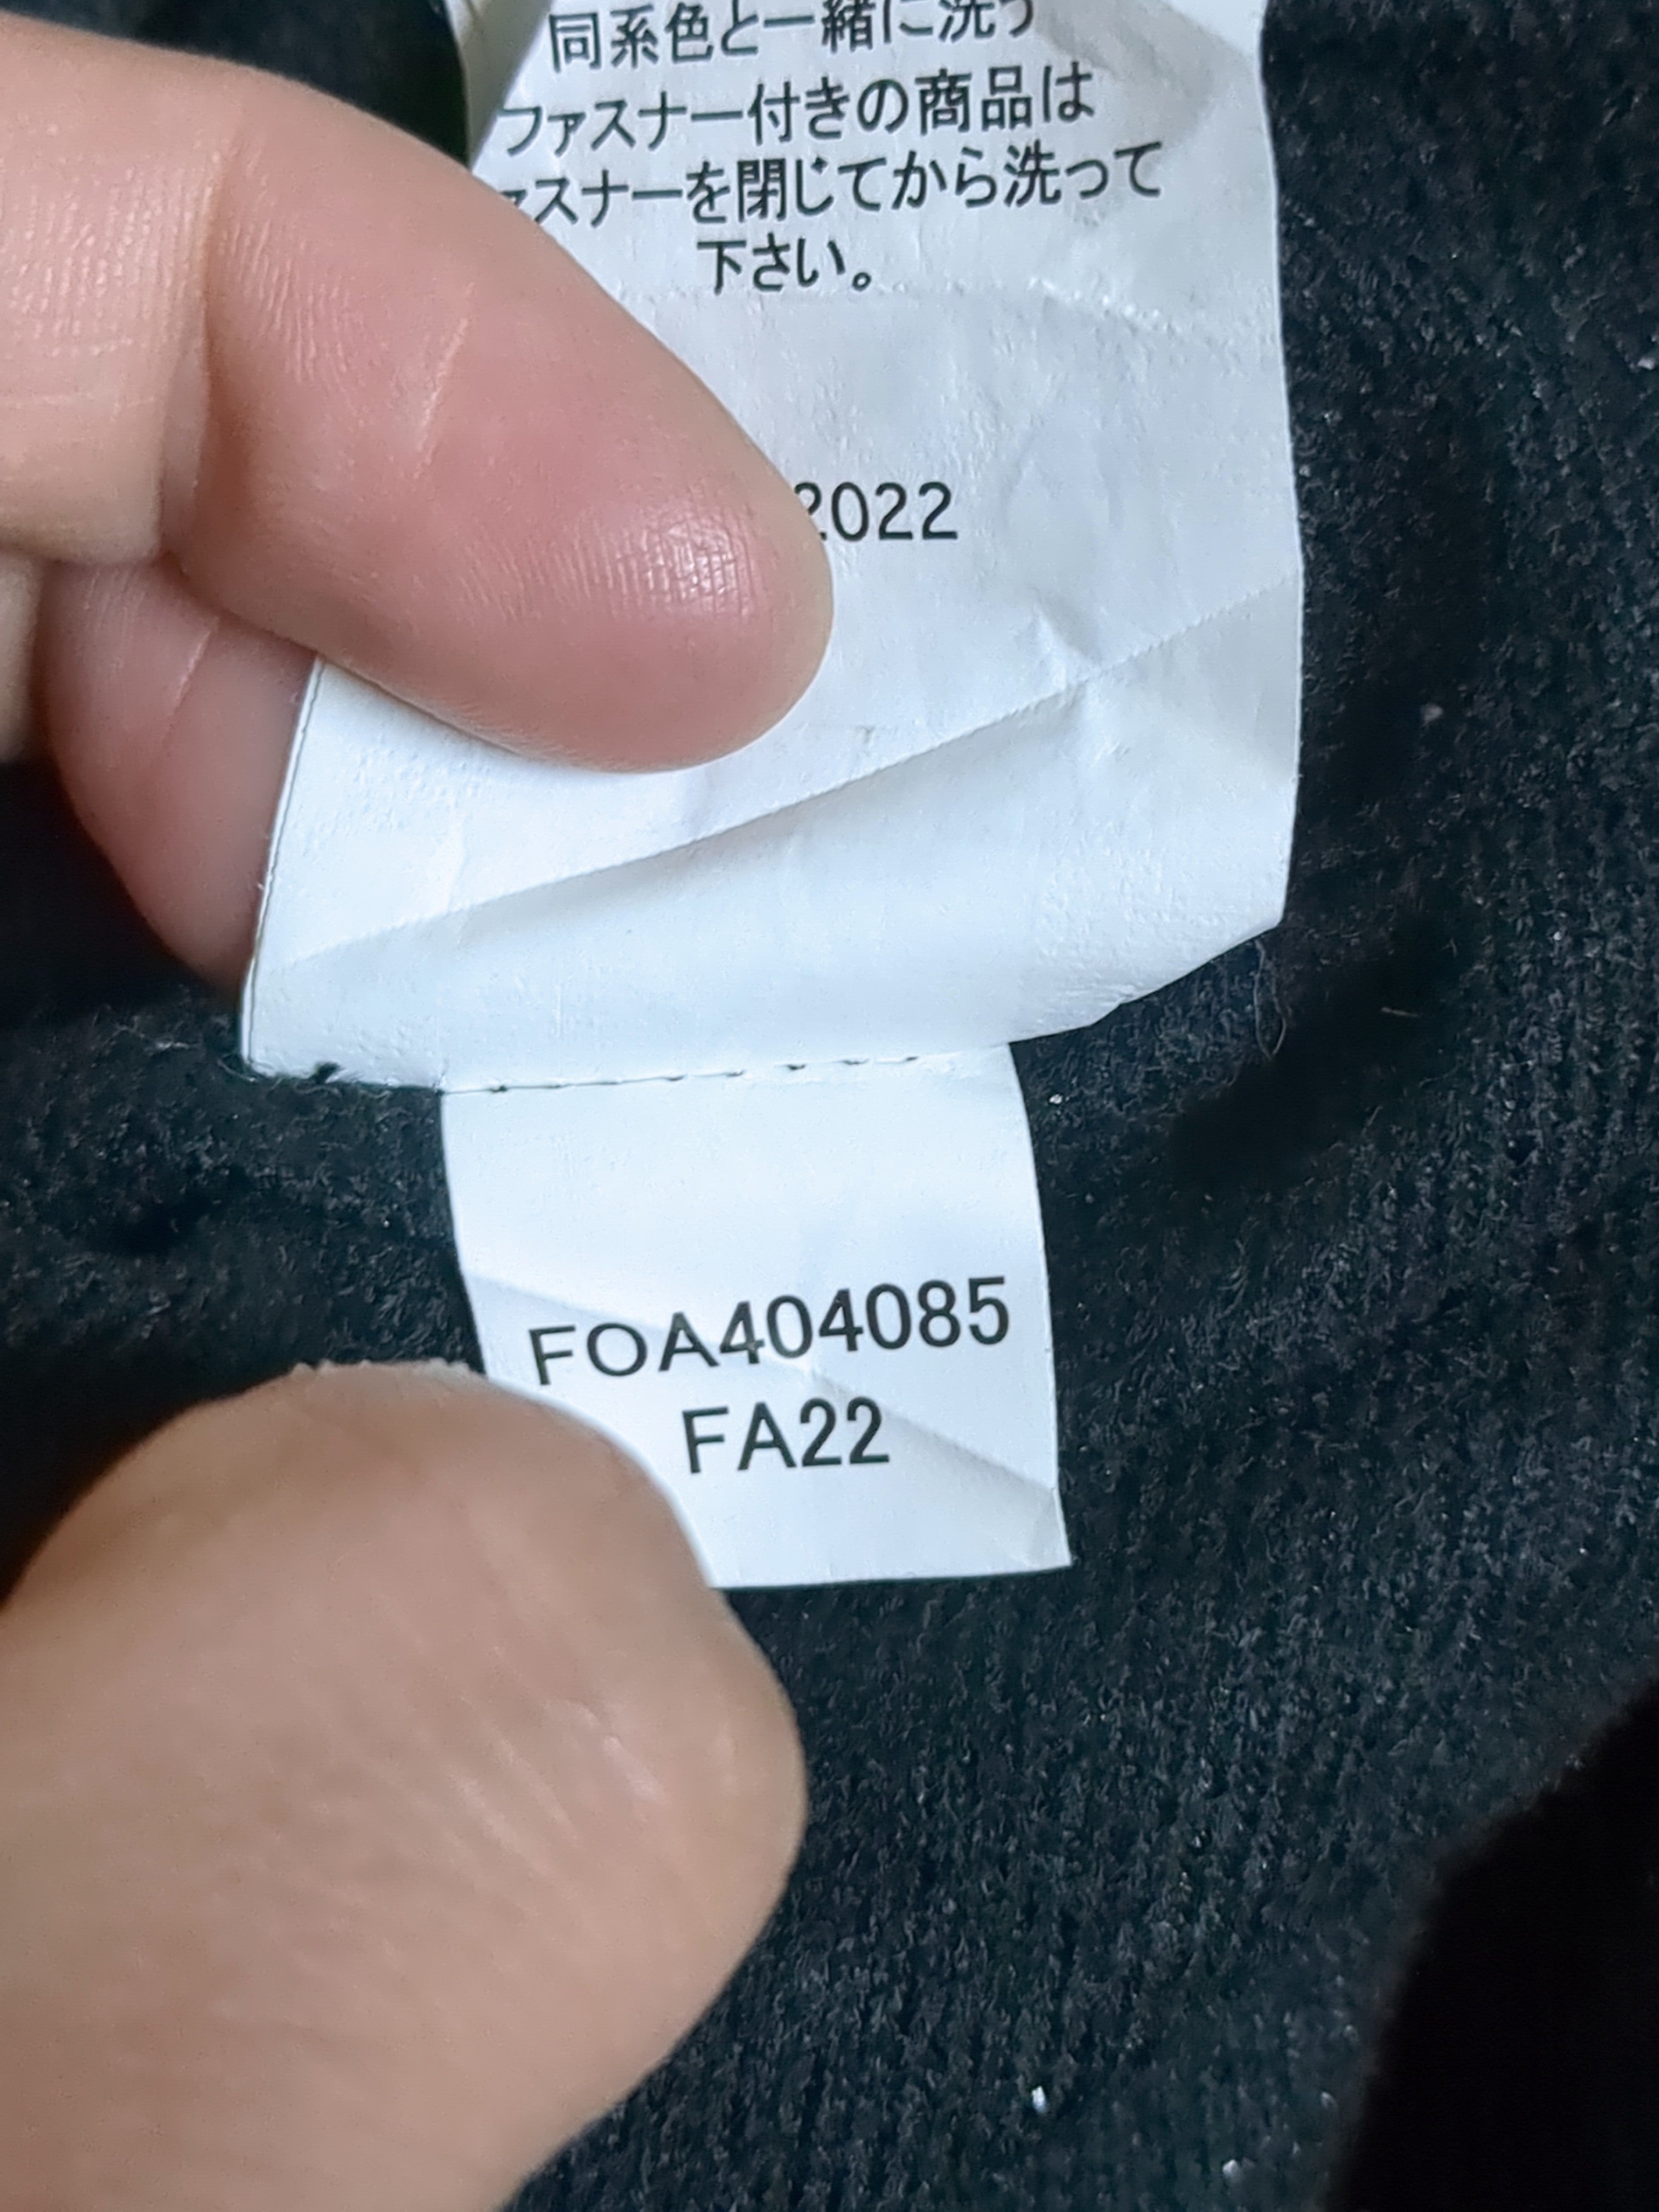 同系色と一緒に洗う
ファスナー付きの商品は
ァスナーを閉じてから洗って
下さい。
2022
FOA404085
FA22